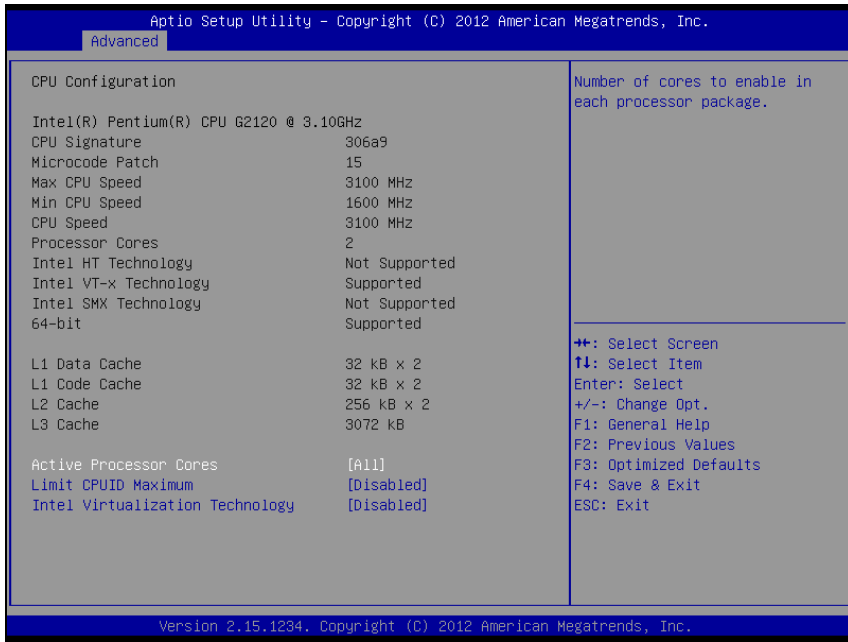 Aptio Setup Utility – Copyright (C) 2012 American Megatrends, Inc.
Advanced
CPU Configuration
Intel(R) Pentium(R) CPU G2120 @ 3.10GHz
CPU Signature 306a9
Microcode Patch 15
Max CPU Speed 3100 MHz
Min CPU Speed 1600 MHz
CPU Speed 3100 MHz
Processor Cores 2
Intel HT Technology Not Supported
Intel VT-x Technology Supported
Intel SMX Technology Not Supported
64-bit Supported
L1 Data Cache 32 kB x 2
L1 Code Cache 32 kB x 2
L2 Cache 256 kB x 2
L3 Cache 3072 kB
Active Processor Cores [All]
Limit CPUID Maximum [Disabled]
Intel Virtualization Technology [Disabled]
Number of cores to enable in
each processor package.
→←: Select Screen
↑↓: Select Item
Enter: Select
+/-: Change Opt.
F1: General Help
F2: Previous Values
F3: Optimized Defaults
F4: Save & Exit
ESC: Exit
Version 2.15.1234. Copyright (C) 2012 American Megatrends, Inc.